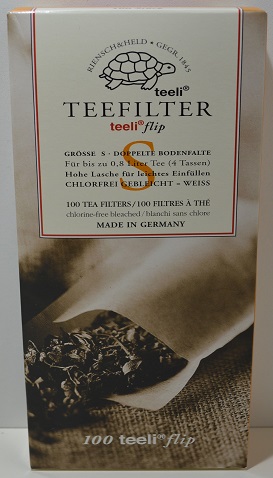 RIENSCH&HELD · GEGR. 1845
teeli®
TEEFILTER
teeli® flip
S
GRÖSSE S · DOPPELTE BODENFALTE
Für bis zu 0,8 Liter Tee (4 Tassen)
Hohe Lasche für leichtes Einfüllen
CHLORFREI GEBLEICHT - WEISS
100 TEA FILTERS/100 FILTRES À THÉ
chlorine-free bleached / blanchi sans chlore
MADE IN GERMANY
100 teeli® flip